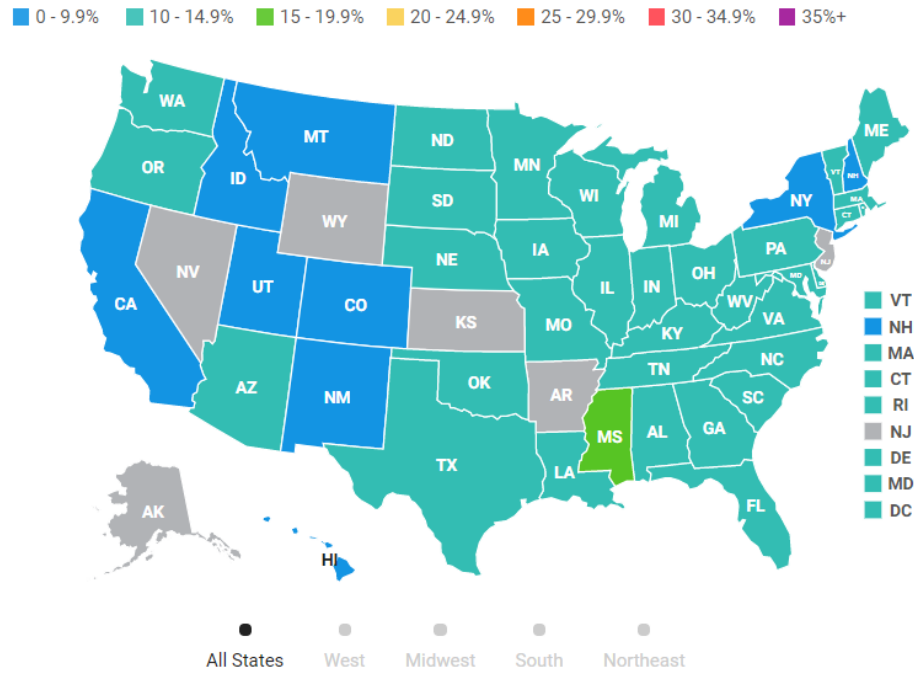 0 - 9.9% 10 - 14.9% 15 - 19.9% 20 - 24.9% 25 - 29.9% 30 - 34.9% 35%+
WA
MT
ND
MN
ME
OR
ID
SD
WI
MI
VT
NH
NY
MA
CT
WY
NE
IA
PA
NJ
NV
UT
CO
IL
IN
OH
MD
CA
KS
MO
WV
VA
KY
AZ
NM
OK
AR
TN
NC
SC
TX
LA
MS
AL
GA
FL
AK
HI
VT
NH
MA
CT
RI
NJ
DE
MD
DC
All States West Midwest South Northeast